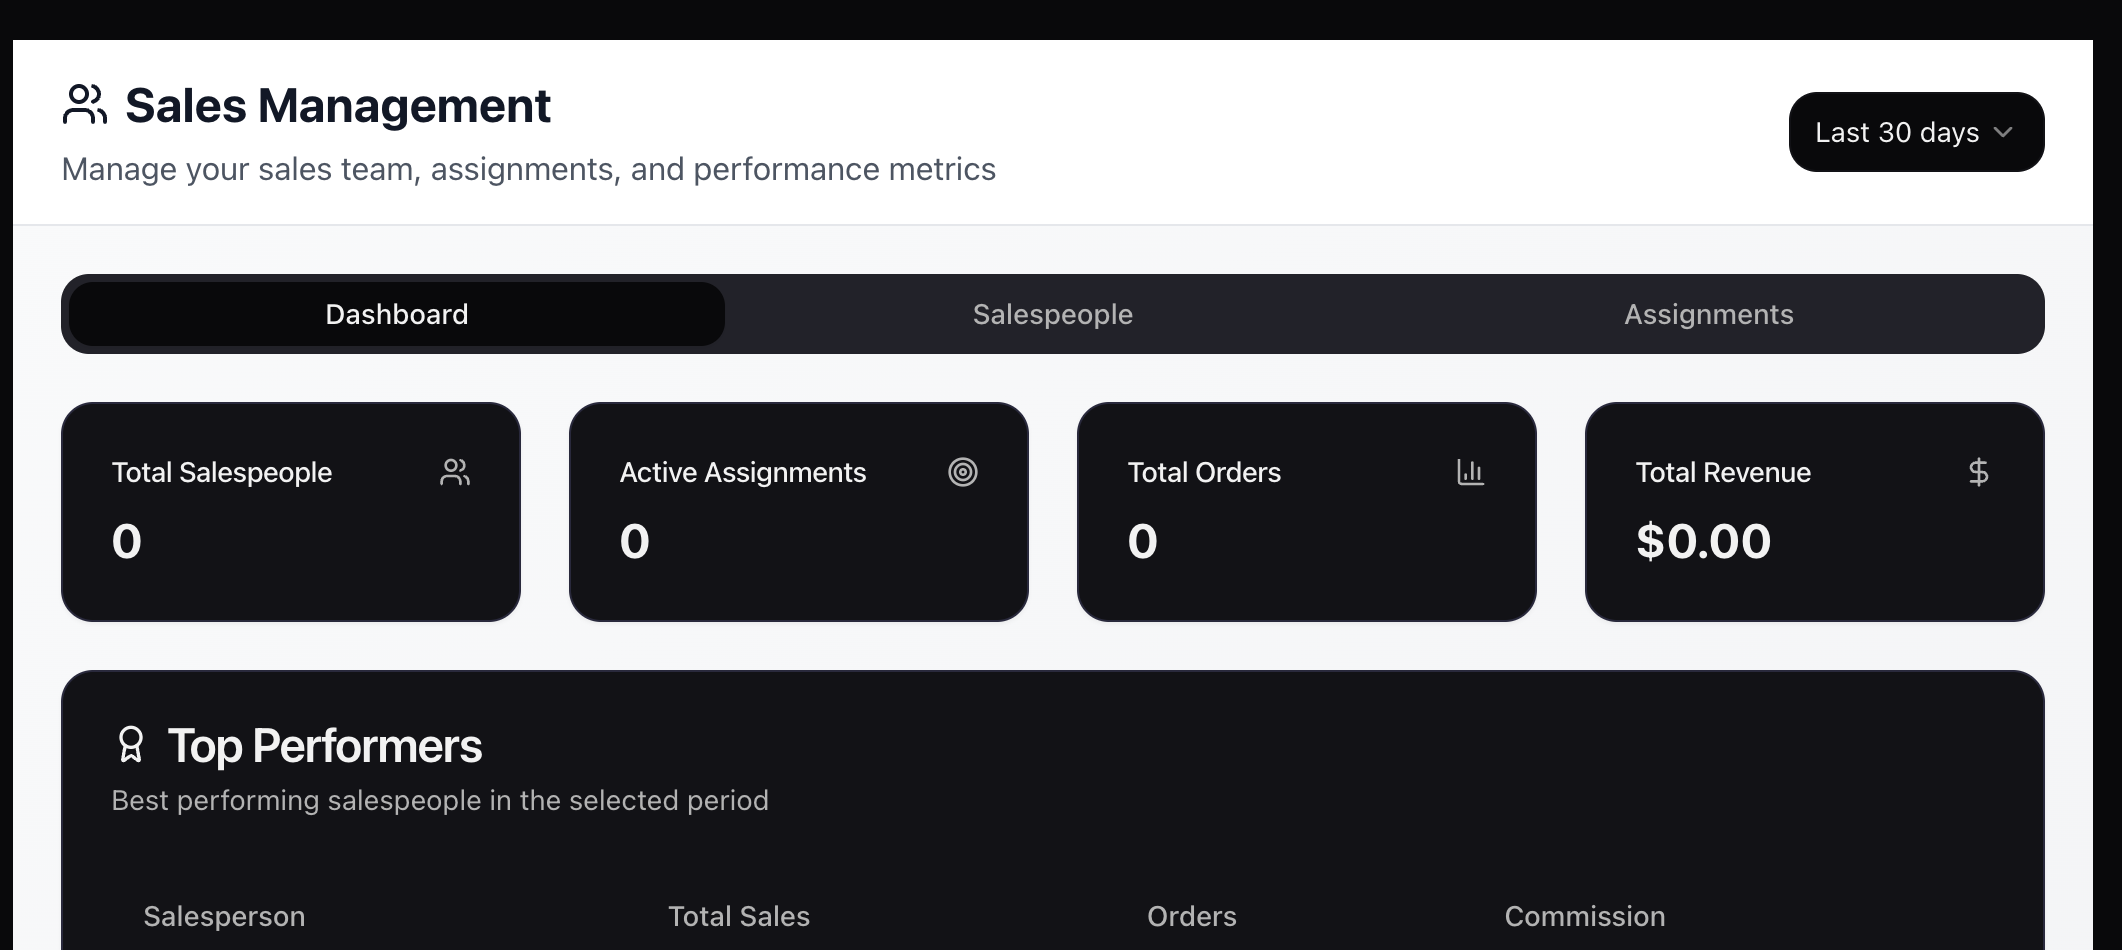 Sales Management
Manage your sales team, assignments, and performance metrics
Last 30 days
Dashboard
Salespeople
Assignments
Total Salespeople
0
Active Assignments
0
Total Orders
0
Total Revenue
$0.00
Top Performers
Best performing salespeople in the selected period
Salesperson
Total Sales
Orders
Commission